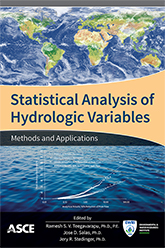 Statistical Analysis of
Hydrologic Variables
Methods and Applications
Edited by
Ramesh S. V. Teegavarapu, Ph.D., P.E.
Jose D. Salas, Ph.D.
Jery R. Stedinger, Ph.D.
ASCE